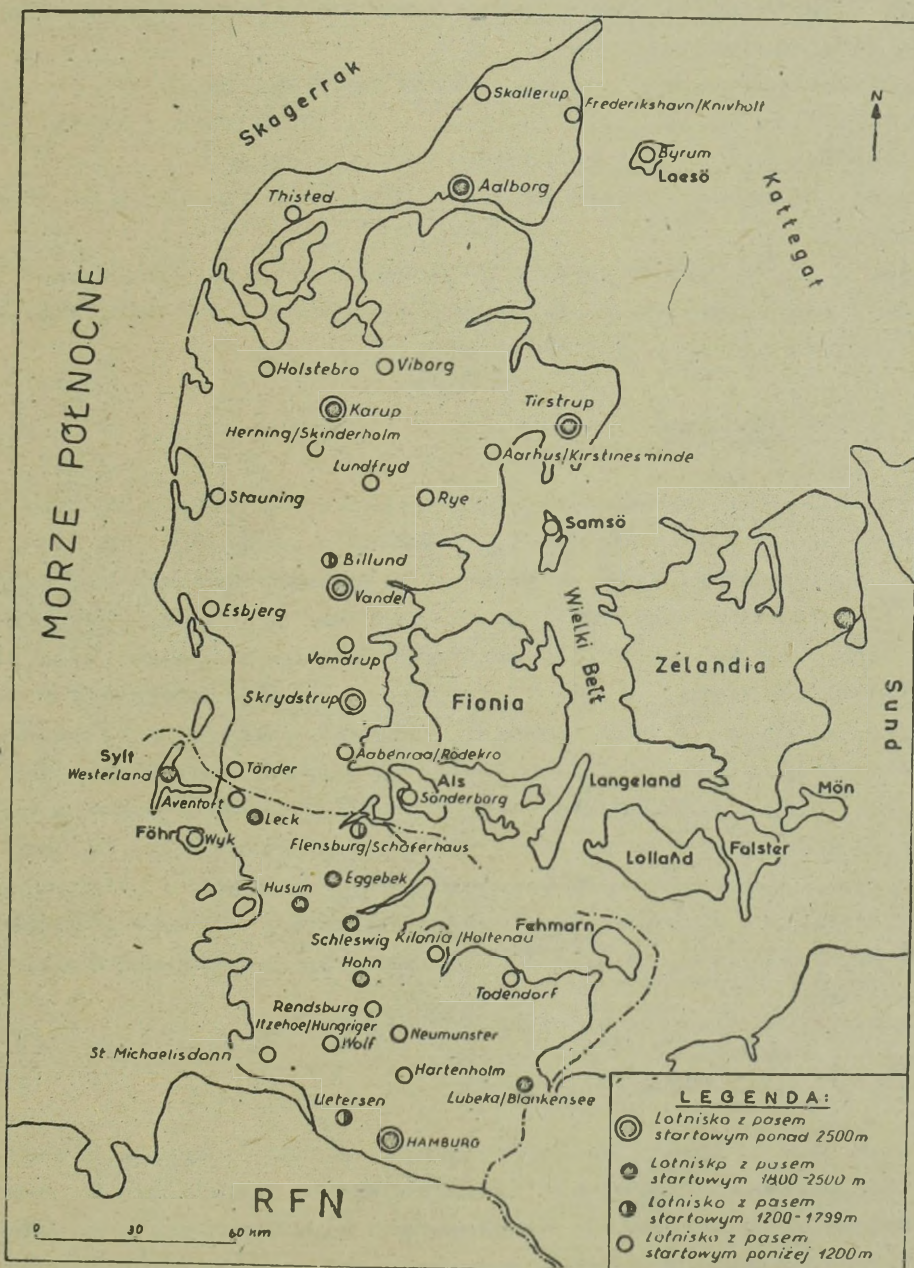 Skagerrak
Skallerup
Frederikshavn/Knivholt
N
Byrum
Laesö
Aalborg
Thisted
Kattegat
MORZE PÓŁNOCNE
Holstebro
Viborg
Karup
Tirstrup
Herning/Skinderholm
Aarhus/Kirstinesminde
Lundfryd
Stauning
Rye
Samsö
Billund
Vandel
Esbjerg
Wielki Bełt
Vamdrup
Zelandia
Skrydstrup
Fionia
Sund
Aabenraa/Rödekro
Sylt
Westerland
Tönder
Als
Langeland
Mön
Aventoft
Sönderborg
Leck
Föhr
Wyk
Flensburg/Schäferhaus
Lolland
Falster
Eggebek
Husum
Schleswig
Kilonia/Holtenau
Fehmarn
Hohn
Todendorf
Rendsburg
Itzehoe/Hungriger
Wolf
Neumunster
St. Michaelisdonn
Hartenholm
Lubeka/Blankensee
Uetersen
HAMBURG
RFN
0 30 60 km
LEGENDA:
Lotnisko z pasem
startowym ponad 2500m
Lotnisko z pasem
startowym 1800-2500 m
Lotnisko z pasem
startowym 1200-1799m
Lotnisko z pasem
startowym poniżej 1200m